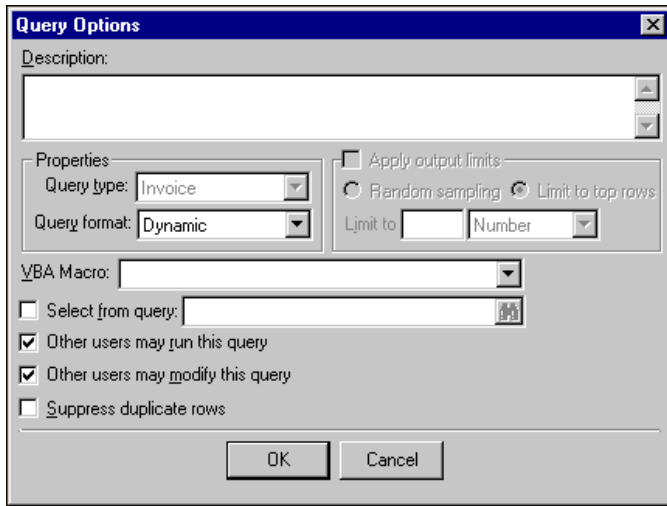 Query Options
Description:
Properties
Query type: Invoice
Query format: Dynamic
Apply output limits
Random sampling Limit to top rows
Limit to Number
VBA Macro:
Select from query:
Other users may run this query
Other users may modify this query
Suppress duplicate rows
OK Cancel